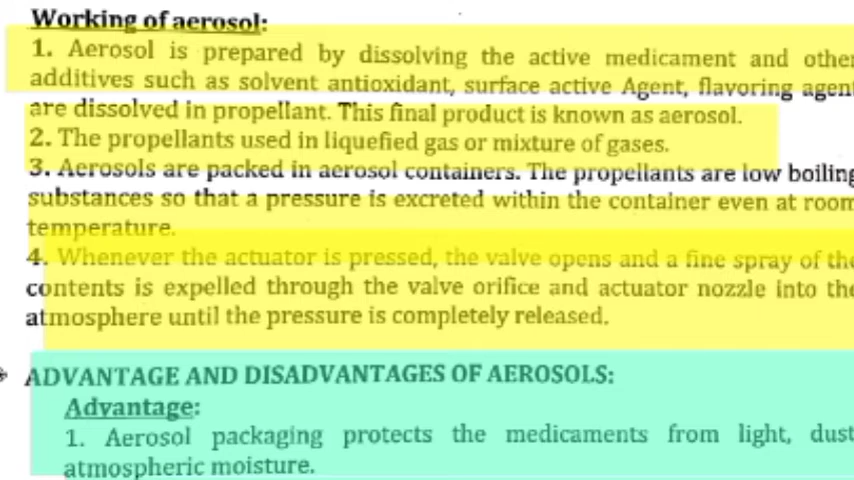 Working of aerosol:
1. Aerosol is prepared by dissolving the active medicament and other
additives such as solvent antioxidant, surface active Agent, flavoring agent
are dissolved in propellant. This final product is known as aerosol.
2. The propellants used in liquefied gas or mixture of gases.
3. Aerosols are packed in aerosol containers. The propellants are low boiling
substances so that a pressure is excreted within the container even at room
temperature.
4. Whenever the actuator is pressed, the valve opens and a fine spray of the
contents is expelled through the valve orifice and actuator nozzle into the
atmosphere until the pressure is completely released.
ADVANTAGE AND DISADVANTAGES OF AEROSOLS:
Advantage:
1. Aerosol packaging protects the medicaments from light, dust
atmospheric moisture.